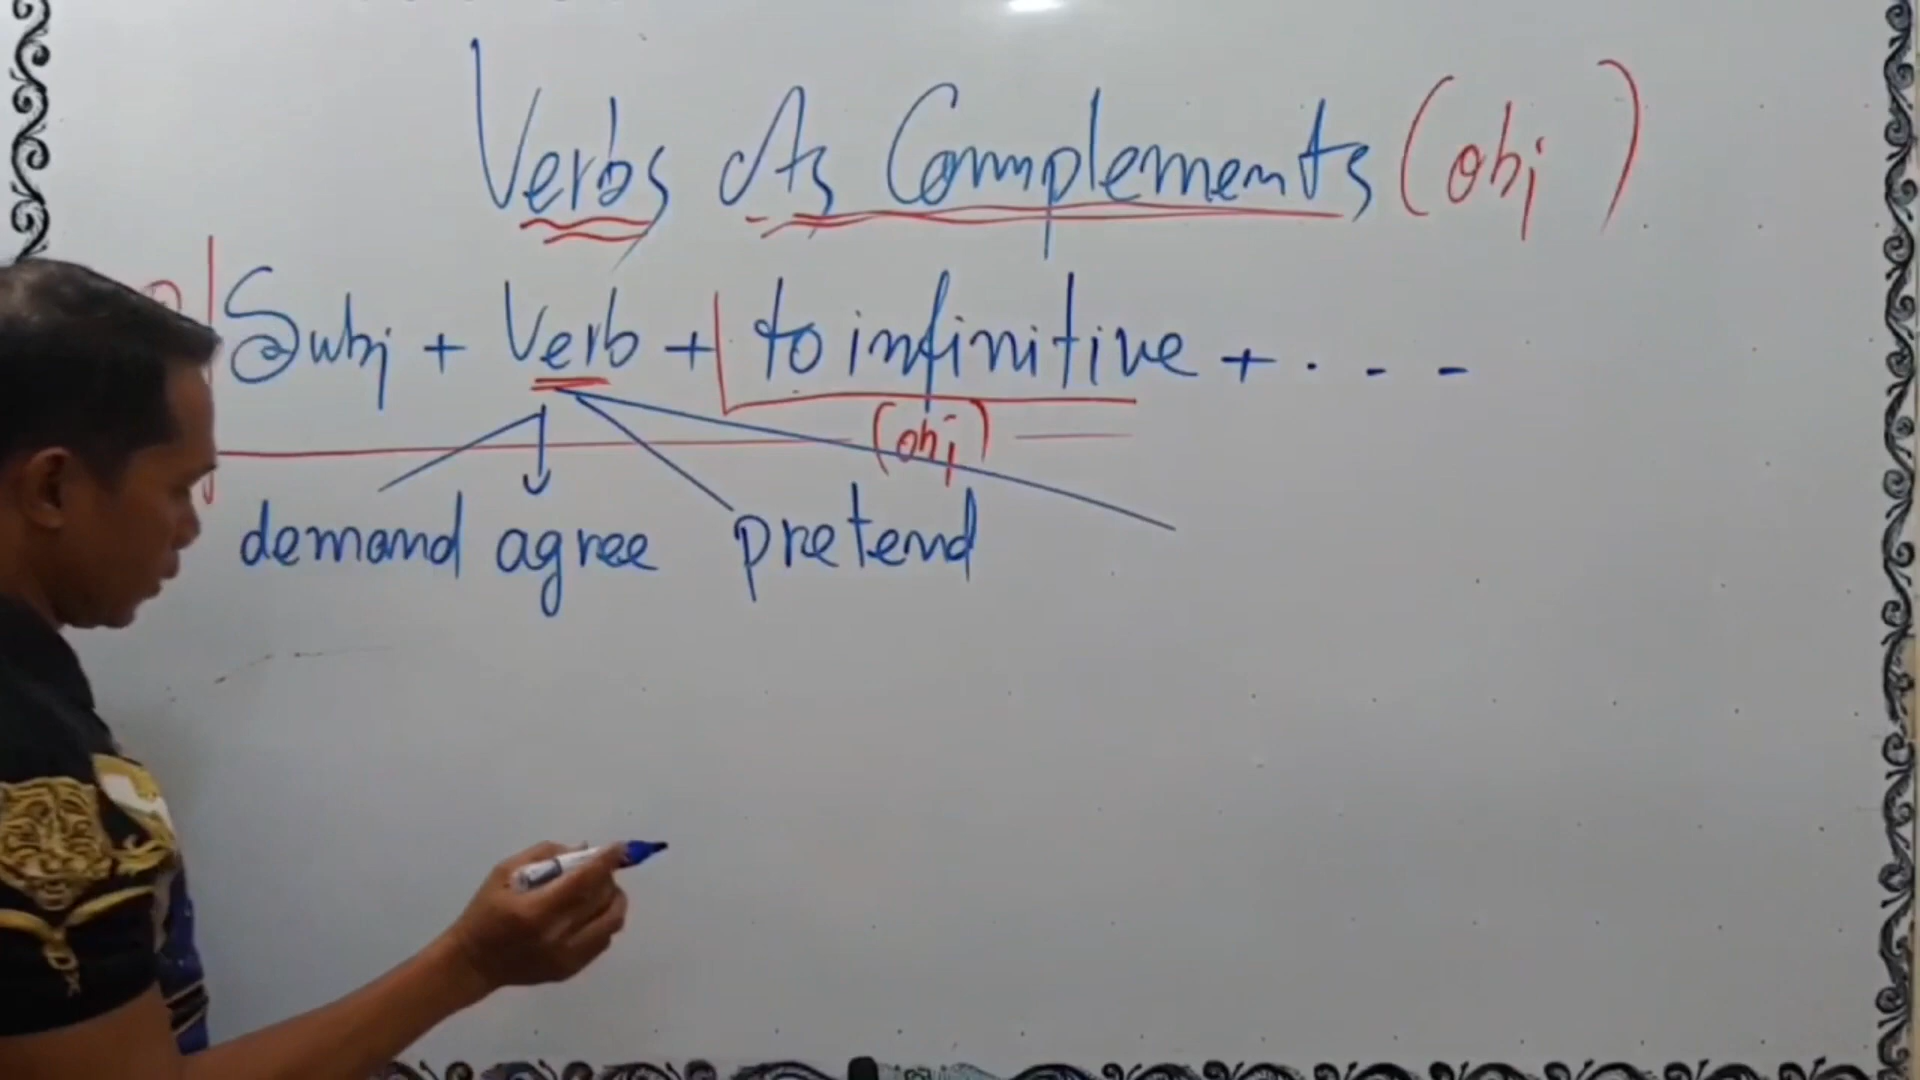 Verbs As Complements (obj)
Subj + Verb + to infinitive + . - -
(obj)
demand agree pretend